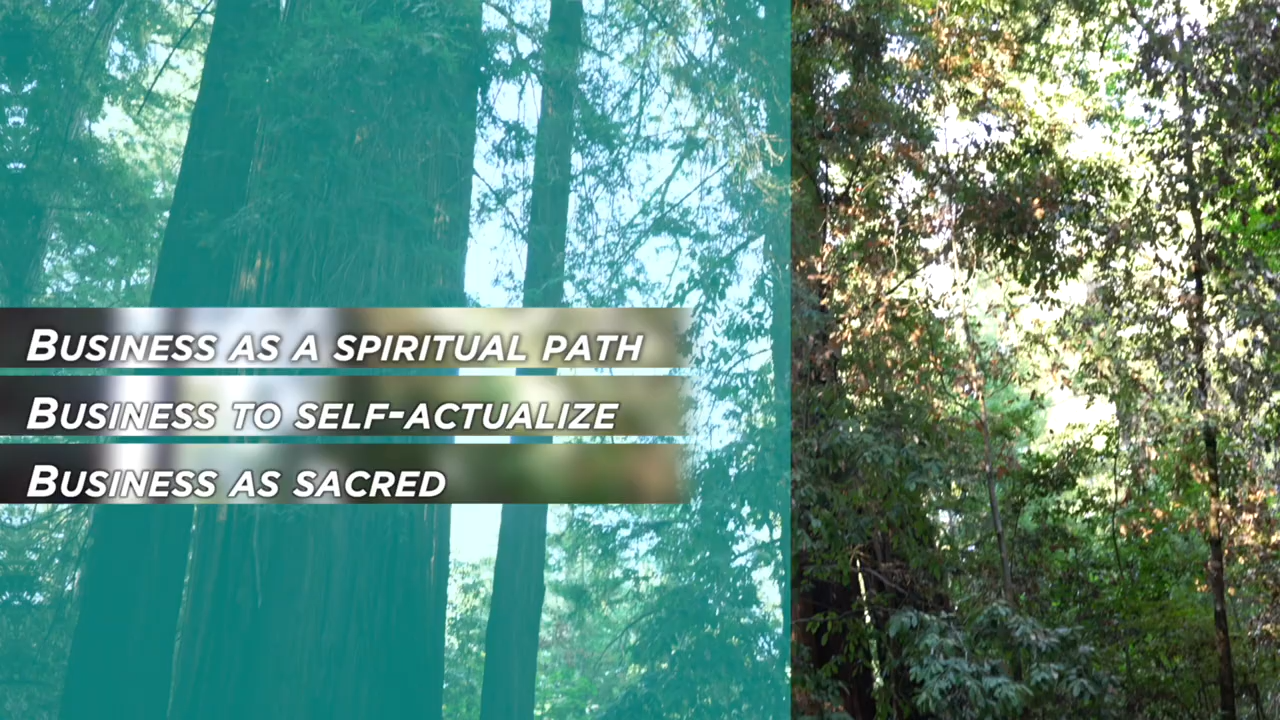 Business as a spiritual path
Business to self-actualize
Business as sacred